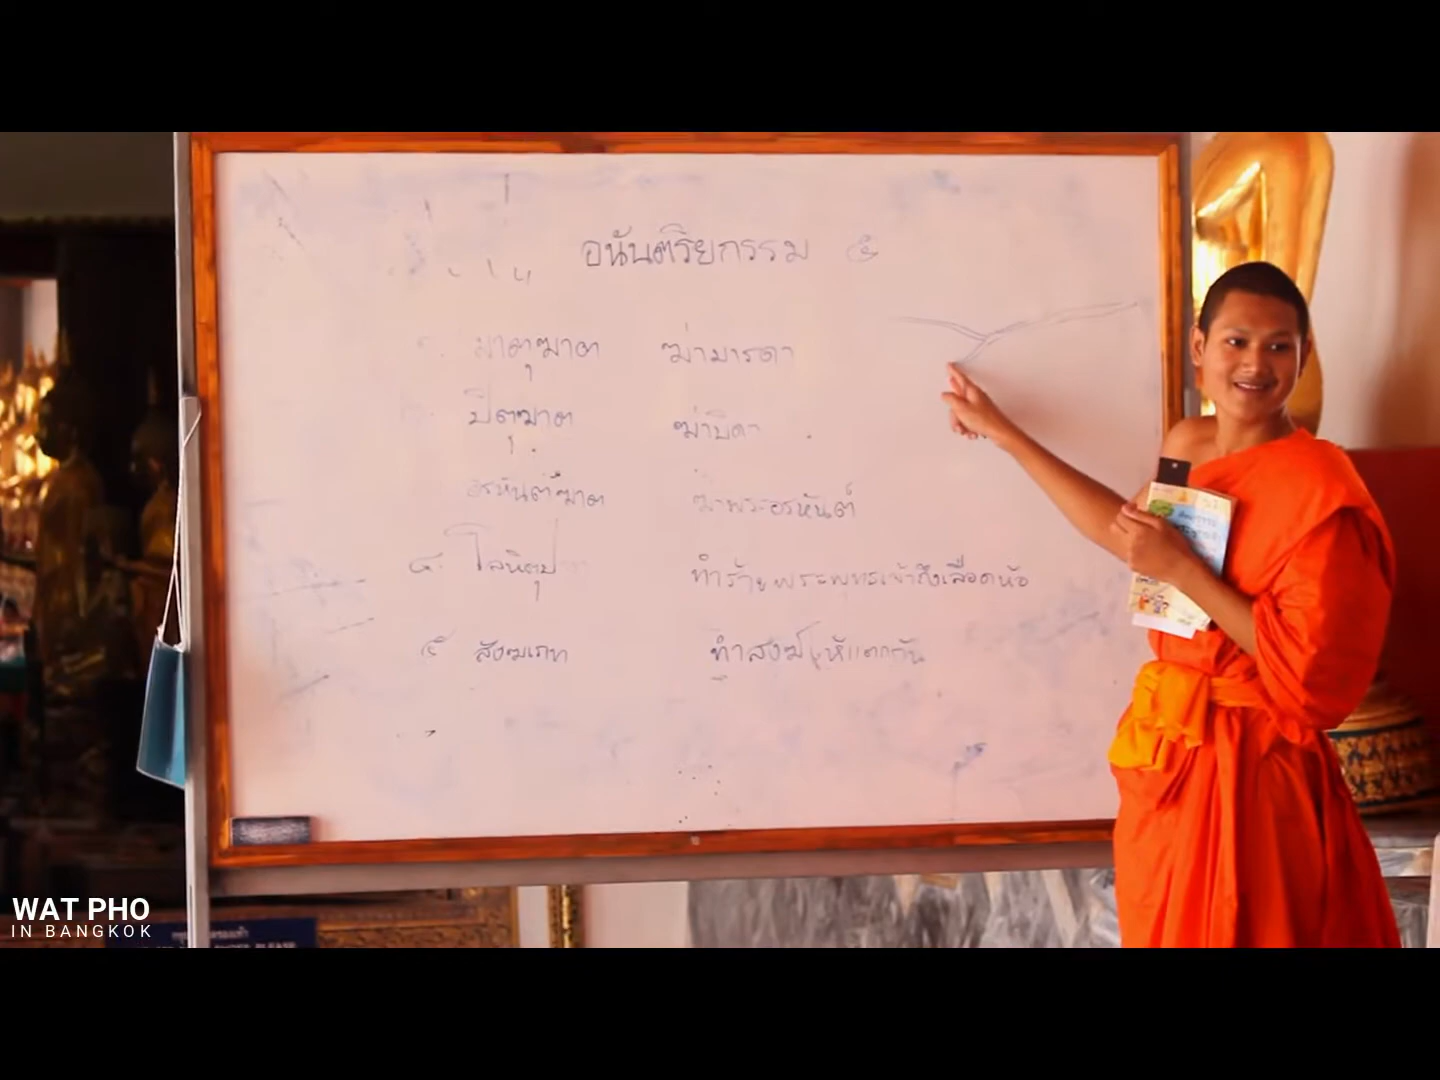 อนันตริยกรรม ๕
มาตุฆาต ฆ่ามารดา
ปิตุฆาต ฆ่าบิดา
อรหันต์ฆาต ฆ่าพระอรหันต์
๔. โลหิตุป ทำร้ายพระพุทธเจ้าถึงเลือดห้อ
๕ สังฆเภท ทำสงฆ์ให้แตกกัน
WAT PHO
IN BANGKOK